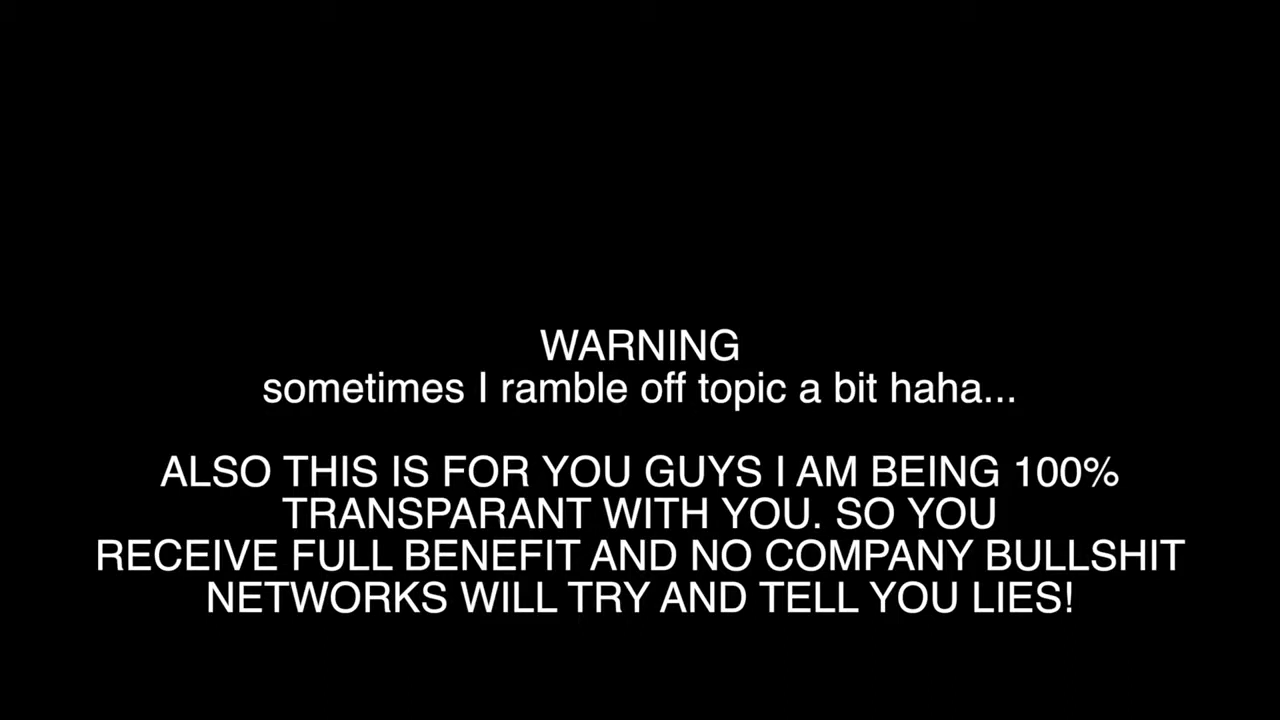 WARNING
sometimes I ramble off topic a bit haha...
ALSO THIS IS FOR YOU GUYS I AM BEING 100%
TRANSPARANT WITH YOU. SO YOU
RECEIVE FULL BENEFIT AND NO COMPANY BULLSHIT
NETWORKS WILL TRY AND TELL YOU LIES!